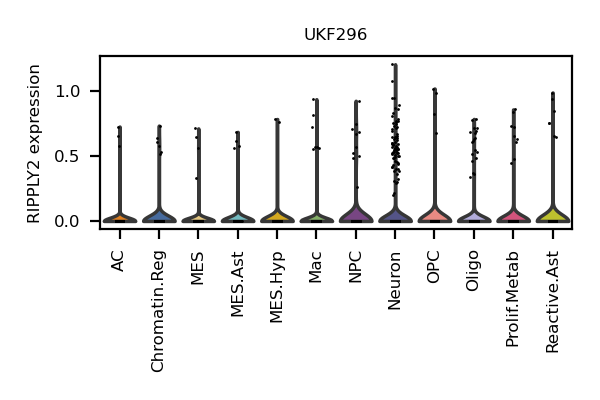 UKF296
RIPPLY2 expression
1.0
0.5
0.0
AC
Chromatin.Reg
MES
MES.Ast
MES.Hyp
Mac
NPC
Neuron
OPC
Oligo
Prolif.Metab
Reactive.Ast